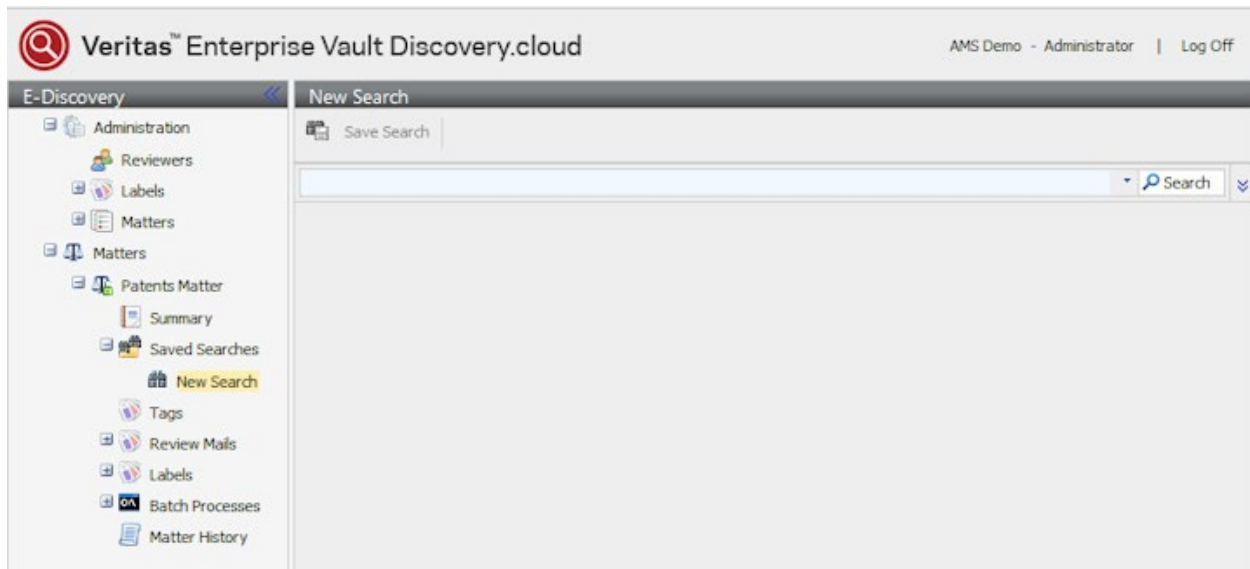 Veritas™ Enterprise Vault Discovery.cloud
AMS Demo - Administrator | Log Off
E-Discovery
New Search
Administration
Save Search
Reviewers
Labels
Search
Matters
Matters
Patents Matter
Summary
Saved Searches
New Search
Tags
Review Mails
Labels
Batch Processes
Matter History